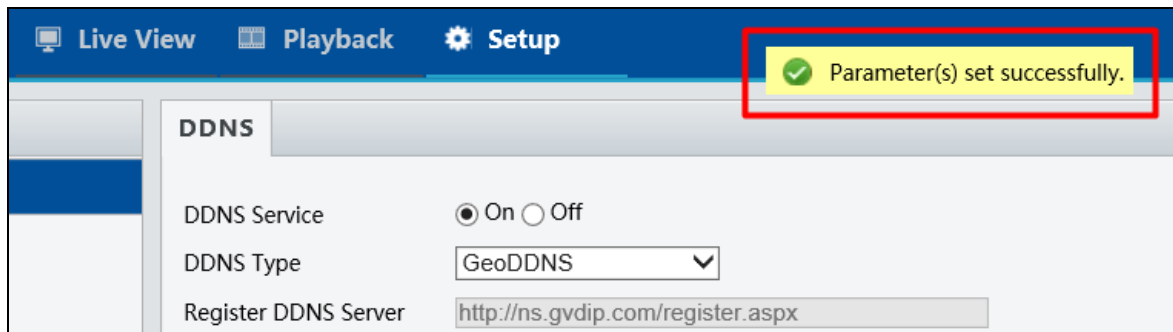 Live View Playback Setup
Parameter(s) set successfully.
DDNS
DDNS Service On Off
DDNS Type GeoDDNS
Register DDNS Server http://ns.gvdip.com/register.aspx